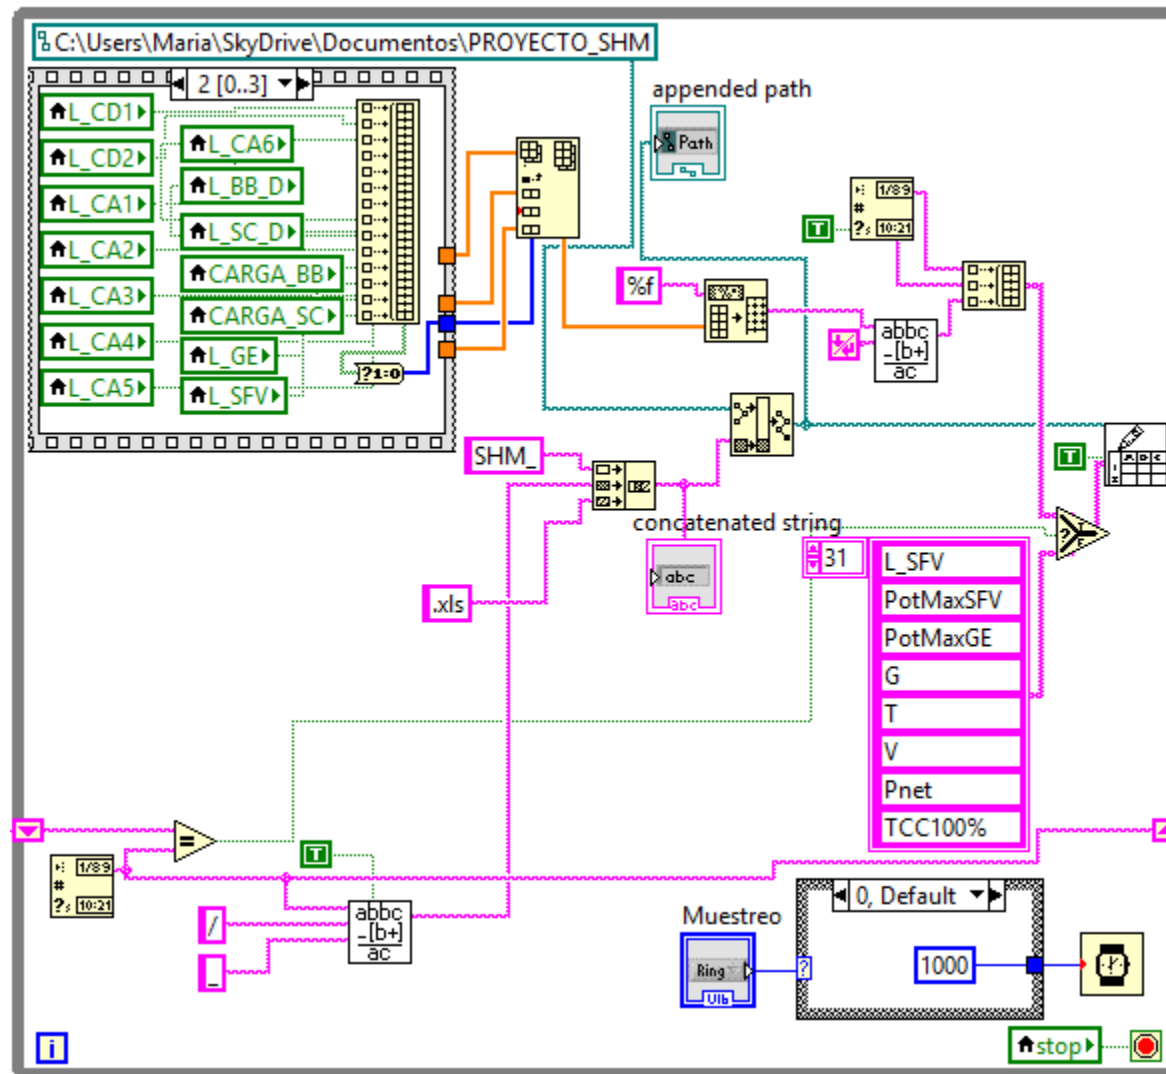 C:\Users\Maria\SkyDrive\Documentos\PROYECTO_SHM
2 [0..3]
L_CD1
L_CD2
L_CA1
L_CA2
L_CA3
L_CA4
L_CA5
L_CA6
L_BB_D
L_SC_D
CARGA_BB
CARGA_SC
L_GE
L_SFV
?1:0
appended path
Path
T
1/89
#
10:21
%f
abbc
-[b+]
ac
SHM_
.xls
concatenated string
abc
abc
T
31
L_SFV
PotMaxSFV
PotMaxGE
G
T
V
Pnet
TCC100%
=
1/89
#
10:21
T
/
_
abbc
-[b+]
ac
Muestreo
Ring
U16
0, Default
?
1000
i
stop